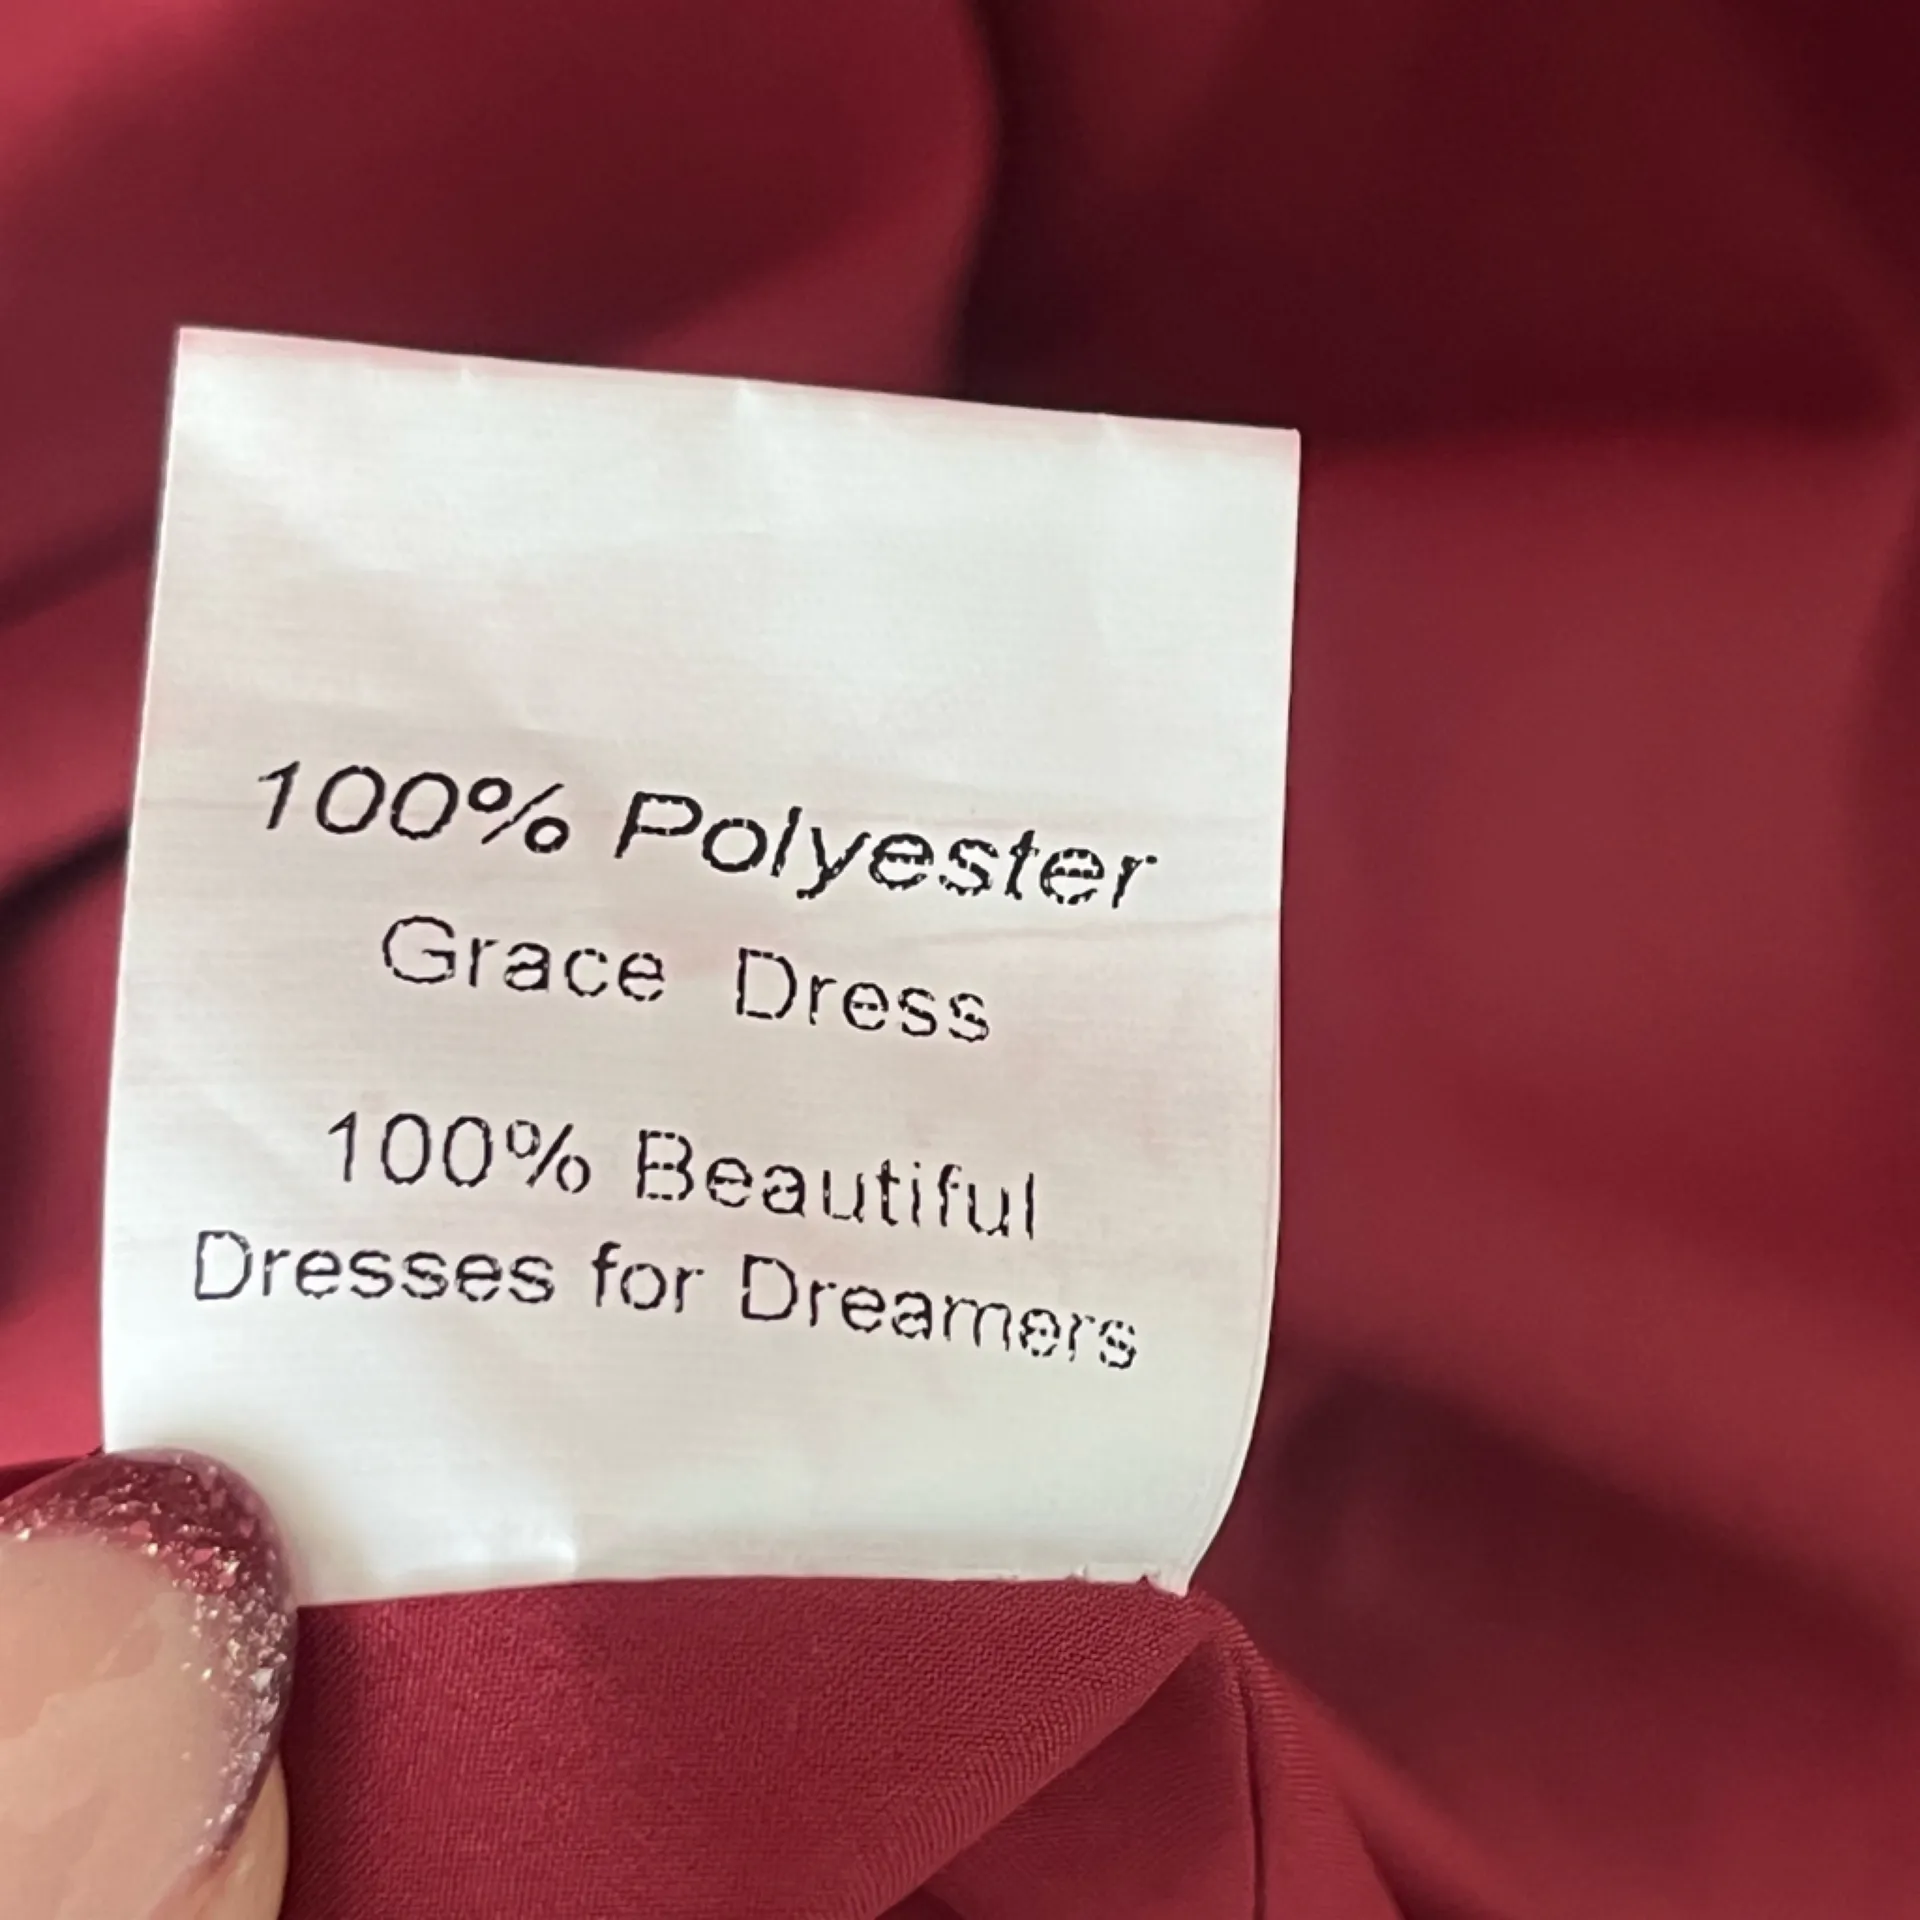 100% Polyester
Grace Dress
100% Beautiful
Dresses for Dreamers